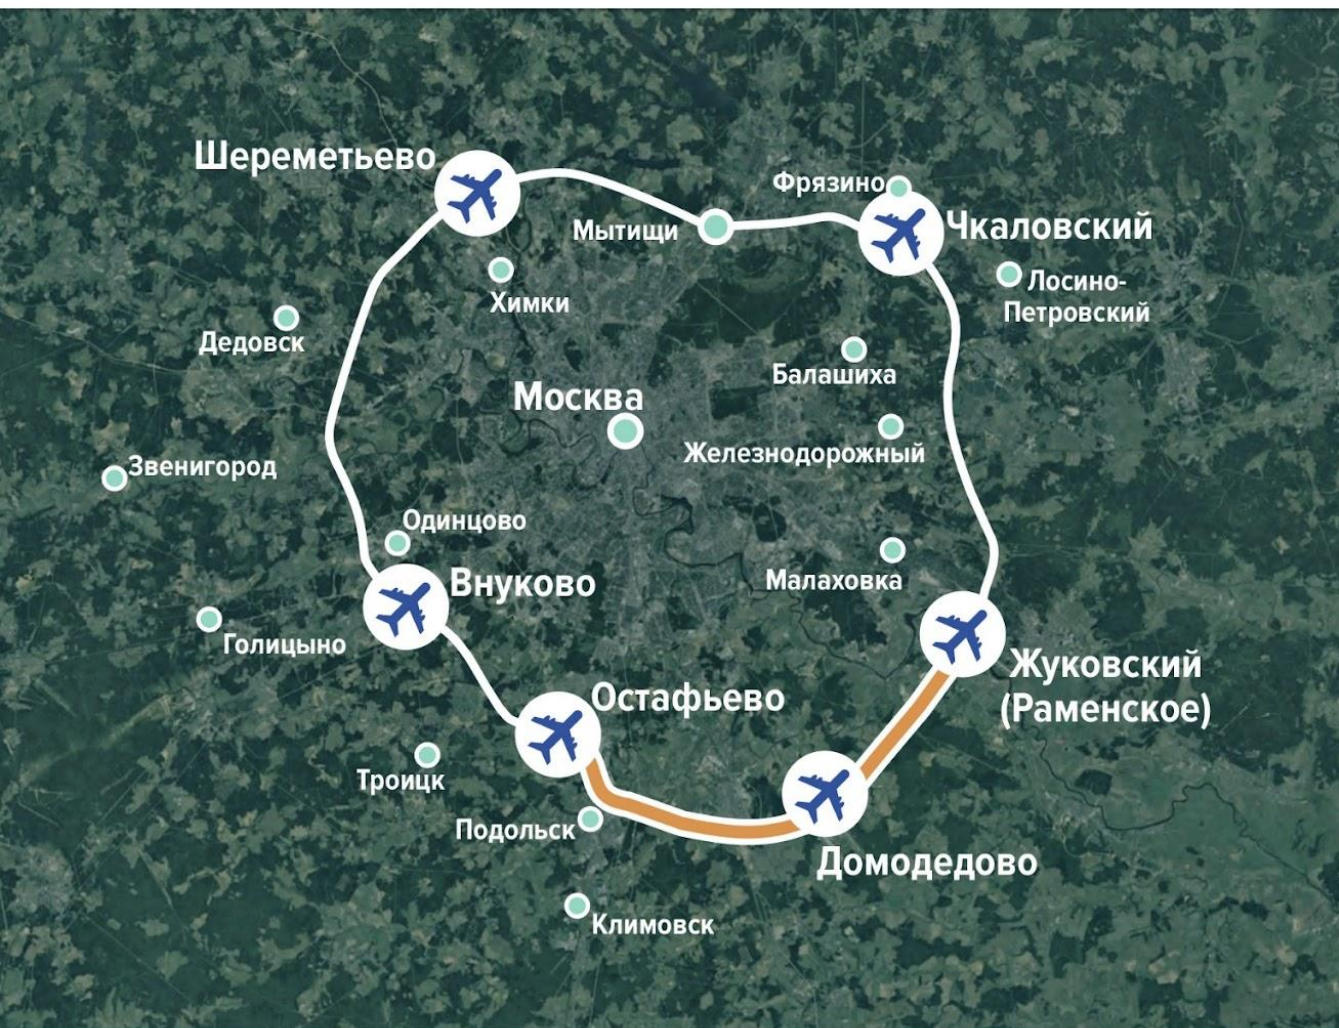 Шереметьево
Фрязино
Чкаловский
Мытищи
Лосино-
Петровский
Химки
Дедовск
Балашиха
Москва
Железнодорожный
Звенигород
Одинцово
Внуково
Малаховка
Голицыно
Жуковский
(Раменское)
Остафьево
Троицк
Подольск
Домодедово
Климовск